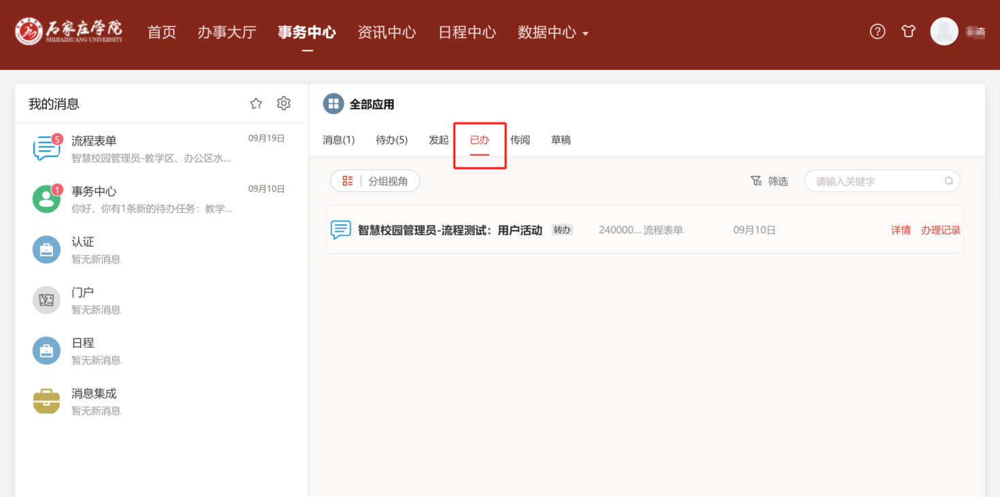 石家庄学院
SHIJIAZHUANG UNIVERSITY
首页 办事大厅 事务中心 资讯中心 日程中心 数据中心
我的消息
5
流程表单 09月19日
智慧校园管理员-教学区、办公区水...
1
事务中心 09月10日
你好，你有1条新的待办任务：教学...
认证
暂无新消息
门户
暂无新消息
日程
暂无新消息
消息集成
暂无新消息
全部应用
消息(1) 待办(5) 发起 已办 传阅 草稿
分组视角 筛选 请输入关键字
智慧校园管理员-流程测试：用户活动 转办 240000... 流程表单 09月10日 详情 办理记录